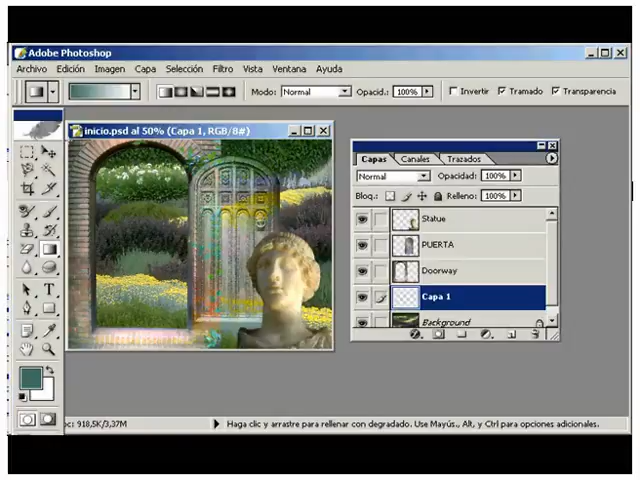 Adobe Photoshop
Archivo Edición Imagen Capa Selección Filtro Vista Ventana Ayuda
Modo: Normal Opacid.: 100% Invertir Tramado Transparencia
inicio.psd al 50% (Capa 1, RGB/8#)
Capas Canales Trazados
Normal Opacidad: 100%
Bloq.: Relleno: 100%
Statue
PUERTA
Doorway
Capa 1
Background
oc: 918,5K/3,37M Haga clic y arrastre para rellenar con degradado. Use Mayús., Alt, y Ctrl para opciones adicionales.